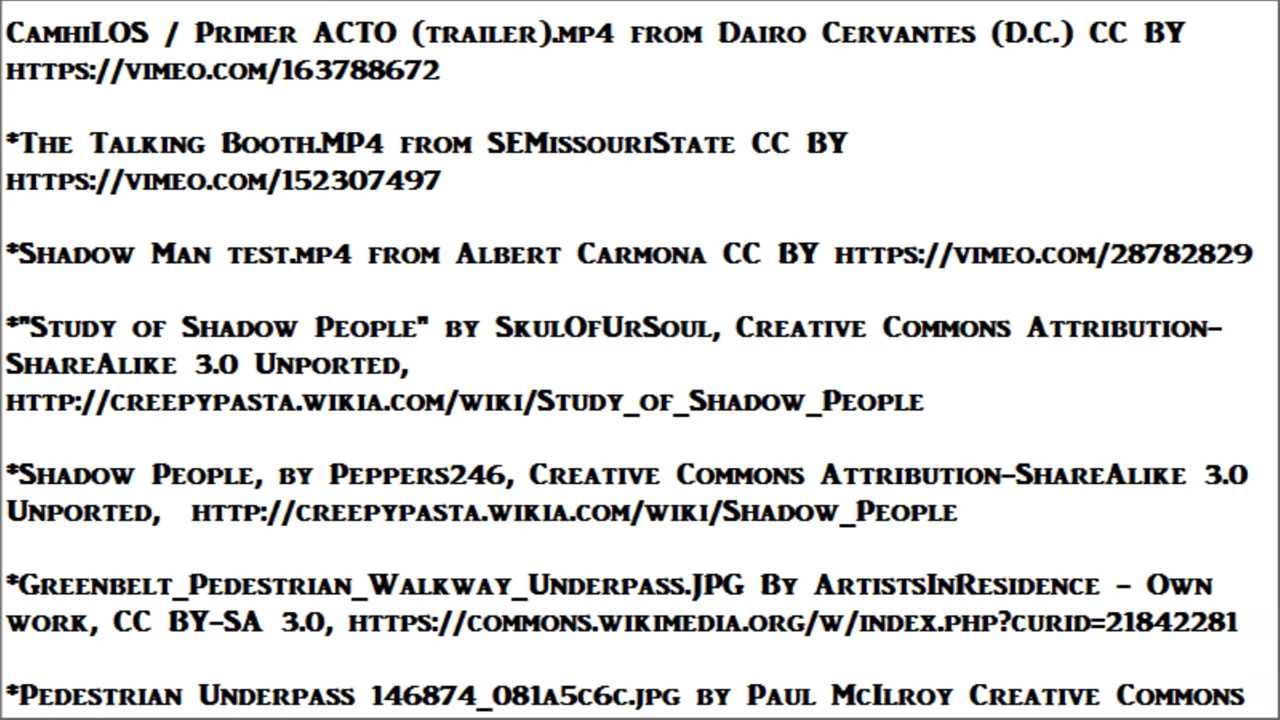 CamhiLOS / Primer ACTO (trailer).mp4 from Dairo Cervantes (D.C.) CC BY
https://vimeo.com/163788672
*The Talking Booth.MP4 from SEMissouriState CC BY
https://vimeo.com/152307497
*Shadow Man test.mp4 from Albert Carmona CC BY https://vimeo.com/28782829
*"Study of Shadow People" by SkulOfUrSoul, Creative Commons Attribution-
ShareAlike 3.0 Unported,
http://creepypasta.wikia.com/wiki/Study_of_Shadow_People
*Shadow People, by Peppers246, Creative Commons Attribution-ShareAlike 3.0
Unported, http://creepypasta.wikia.com/wiki/Shadow_People
*Greenbelt_Pedestrian_Walkway_Underpass.JPG By ArtistsInResidence - Own
work, CC BY-SA 3.0, https://commons.wikimedia.org/w/index.php?curid=21842281
*Pedestrian Underpass 146874_081a5c6c.jpg by Paul McIlroy Creative Commons